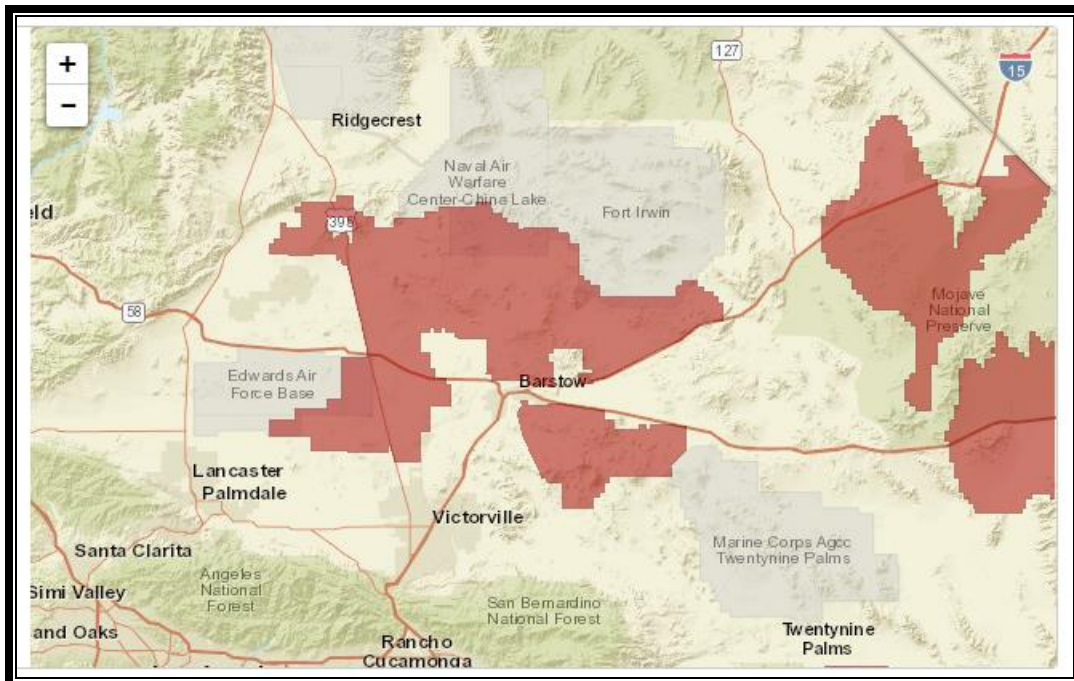 +
−
127
15
Ridgecrest
Naval Air
Warfare
Center-China Lake
Fort Irwin
eld
395
58
Mojave
National
Preserve
Edwards Air
Force Base
Barstow
Lancaster
Palmdale
Victorville
Santa Clarita
Marine Corps Agcc
Twentynine Palms
Angeles
National
Forest
Simi Valley
San Bernardino
National Forest
and Oaks
Rancho
Cucamonga
Twentynine
Palms